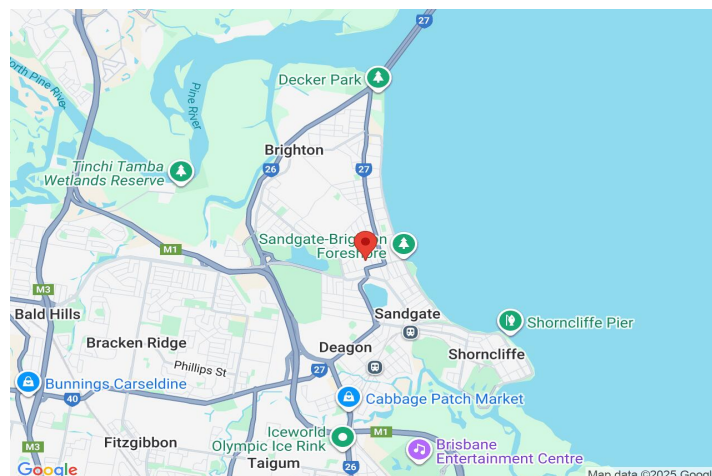 27
Decker Park
North Pine River
Pine River
Brighton
Tinchi Tamba
Wetlands Reserve
26
27
M1
Sandgate-Brighton
Foreshore
M3
Bald Hills
Sandgate
Shorncliffe Pier
Bracken Ridge
Deagon
Shorncliffe
Phillips St
27
Bunnings Carseldine
40
Cabbage Patch Market
Fitzgibbon
Iceworld
Olympic Ice Rink
M1
M3
Taigum
26
Brisbane
Entertainment Centre
Google
Map data ©2025 Google